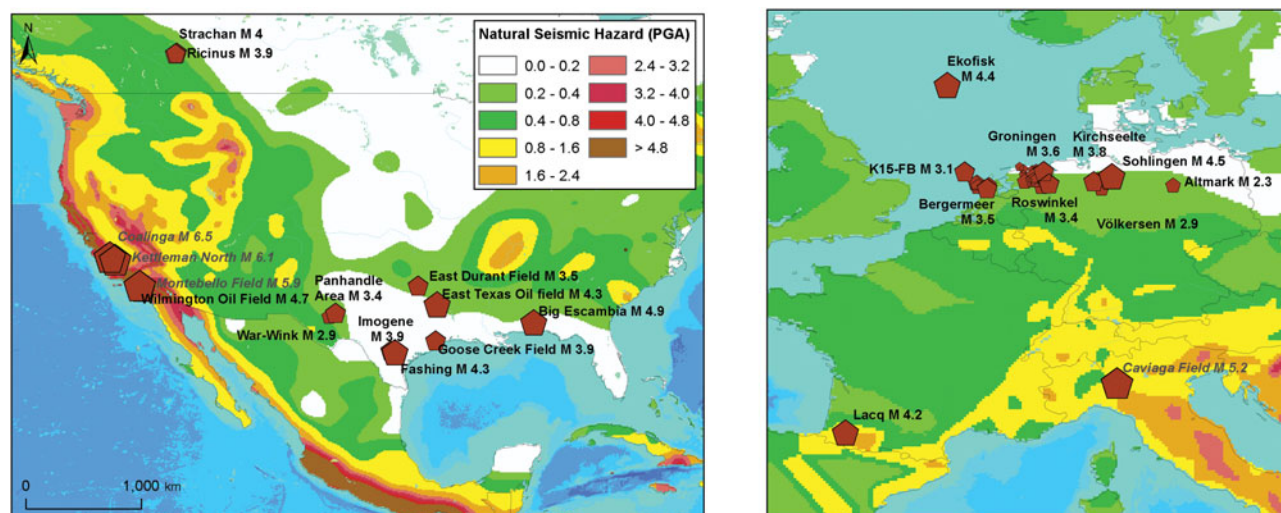 N
Strachan M 4
Ricinus M 3.9
Natural Seismic Hazard (PGA)
0.0 - 0.2
0.2 - 0.4
0.4 - 0.8
0.8 - 1.6
1.6 - 2.4
2.4 - 3.2
3.2 - 4.0
4.0 - 4.8
> 4.8
Coalinga M 6.5
Kettleman North M 6.1
Montebello Field M 5.9
Wilmington Oil Field M 4.7
Panhandle
Area M 3.4
War-Wink M 2.9
East Durant Field M 3.5
East Texas Oil field M 4.3
Big Escambia M 4.9
Imogene
M 3.9
Goose Creek Field M 3.9
Fashing M 4.3
0
1,000 km
Ekofisk
M 4.4
Groningen
M 3.6
Kirchseelte
M 3.8
K15-FB M 3.1
Sohlingen M 4.5
Altmark M 2.3
Bergermeer
M 3.5
Roswinkel
M 3.4
Völkersen M 2.9
Caviaga Field M 5.2
Lacq M 4.2